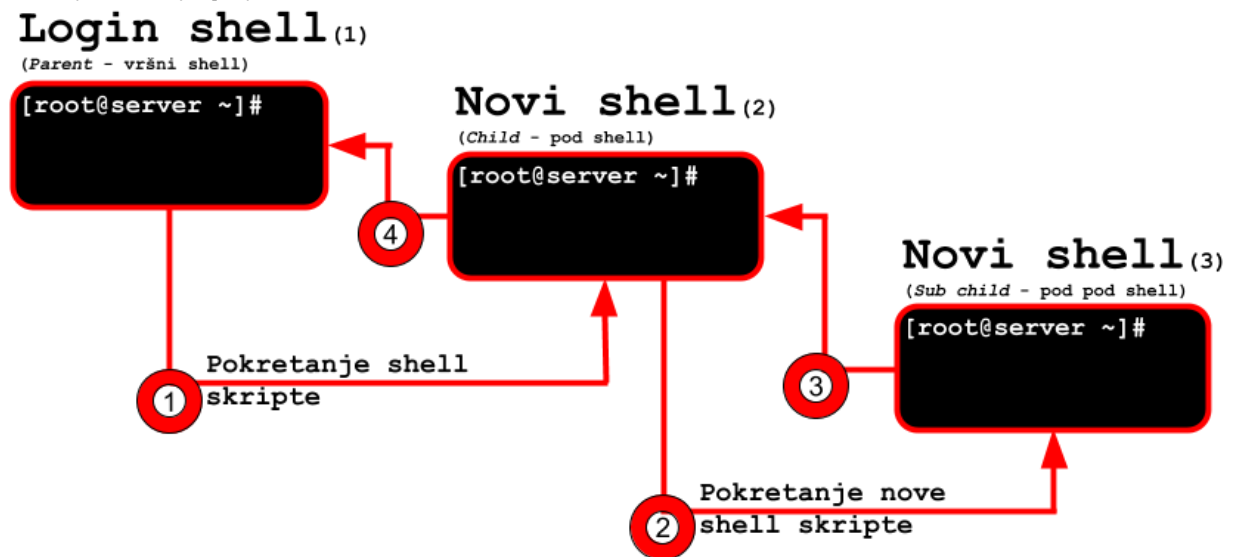 Login shell(1)
(Parent - vršni shell)
[root@server ~]#
Novi shell(2)
(Child - pod shell)
[root@server ~]#
4
Novi shell(3)
(Sub child - pod pod shell)
[root@server ~]#
Pokretanje shell
skripte
1
3
Pokretanje nove
shell skripte
2